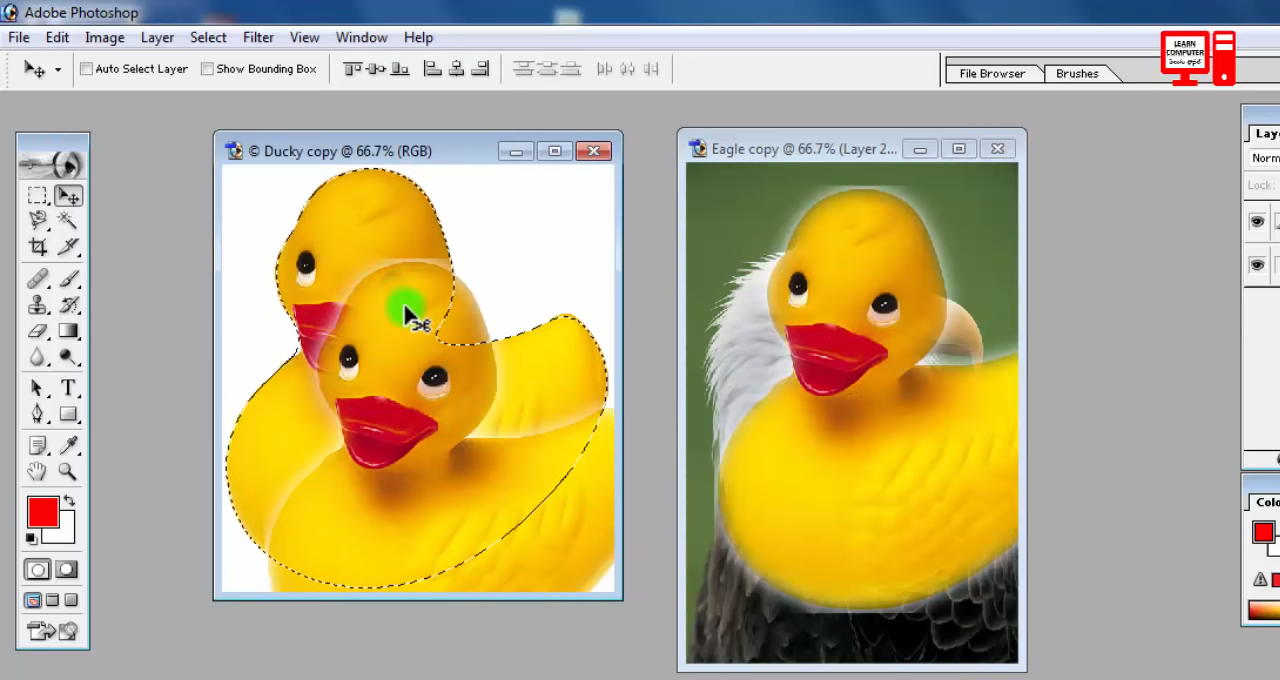 Adobe Photoshop
File Edit Image Layer Select Filter View Window Help
Auto Select Layer Show Bounding Box
File Browser Brushes
LEARN
COMPUTER
© Ducky copy @ 66.7% (RGB)
Eagle copy @ 66.7% (Layer 2...
Lay
Norm
Lock:
T
Colo